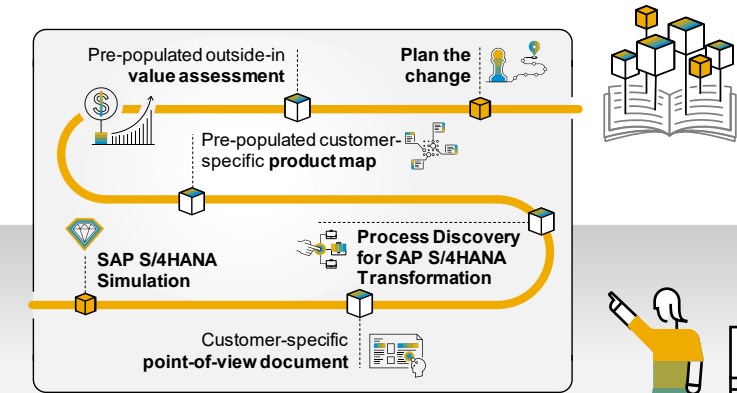 Pre-populated outside-in
value assessment
Plan the
change
Pre-populated customer-
specific product map
Process Discovery
for SAP S/4HANA
Transformation
SAP S/4HANA
Simulation
Customer-specific
point-of-view document